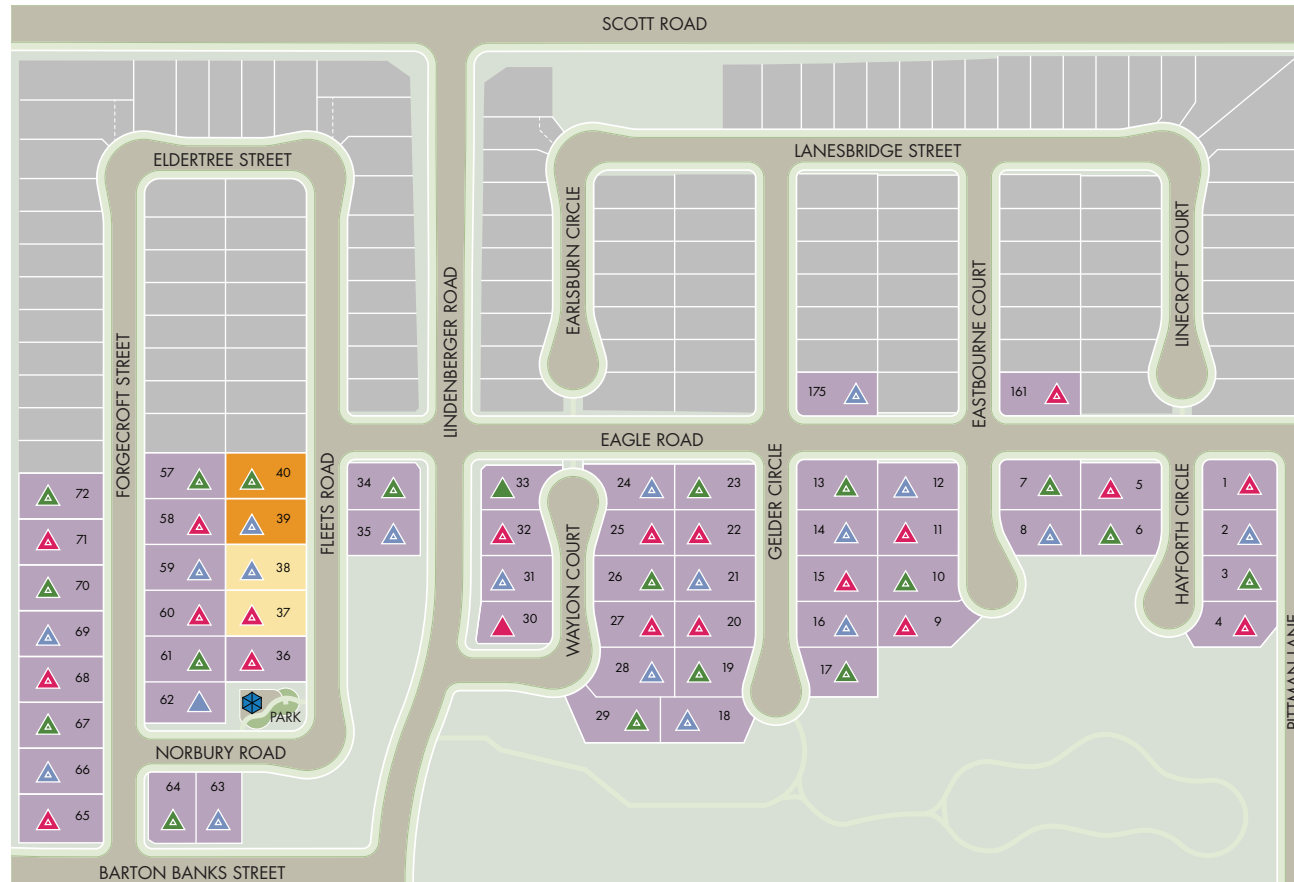 SCOTT ROAD
ELDERTREE STREET
LANESBRIDGE STREET
FORGECROFT STREET
LINDENBERGER ROAD
EARLSBURN CIRCLE
EASTBOURNE COURT
LINECROFT COURT
175
161
EAGLE ROAD
FLEETS ROAD
WAYLON COURT
GELDER CIRCLE
HAYFORTH CIRCLE
PITTMAN LANE
57 40
58 39
59 38
60 37
61 36
62
PARK
34
35
33
32
31
30
24 23
25 22
26 21
27 20
28 19
29 18
13 12
14 11
15 10
16 9
17
7 5
8 6
1
2
3
4
72
71
70
69
68
67
66
65
NORBURY ROAD
64 63
BARTON BANKS STREET